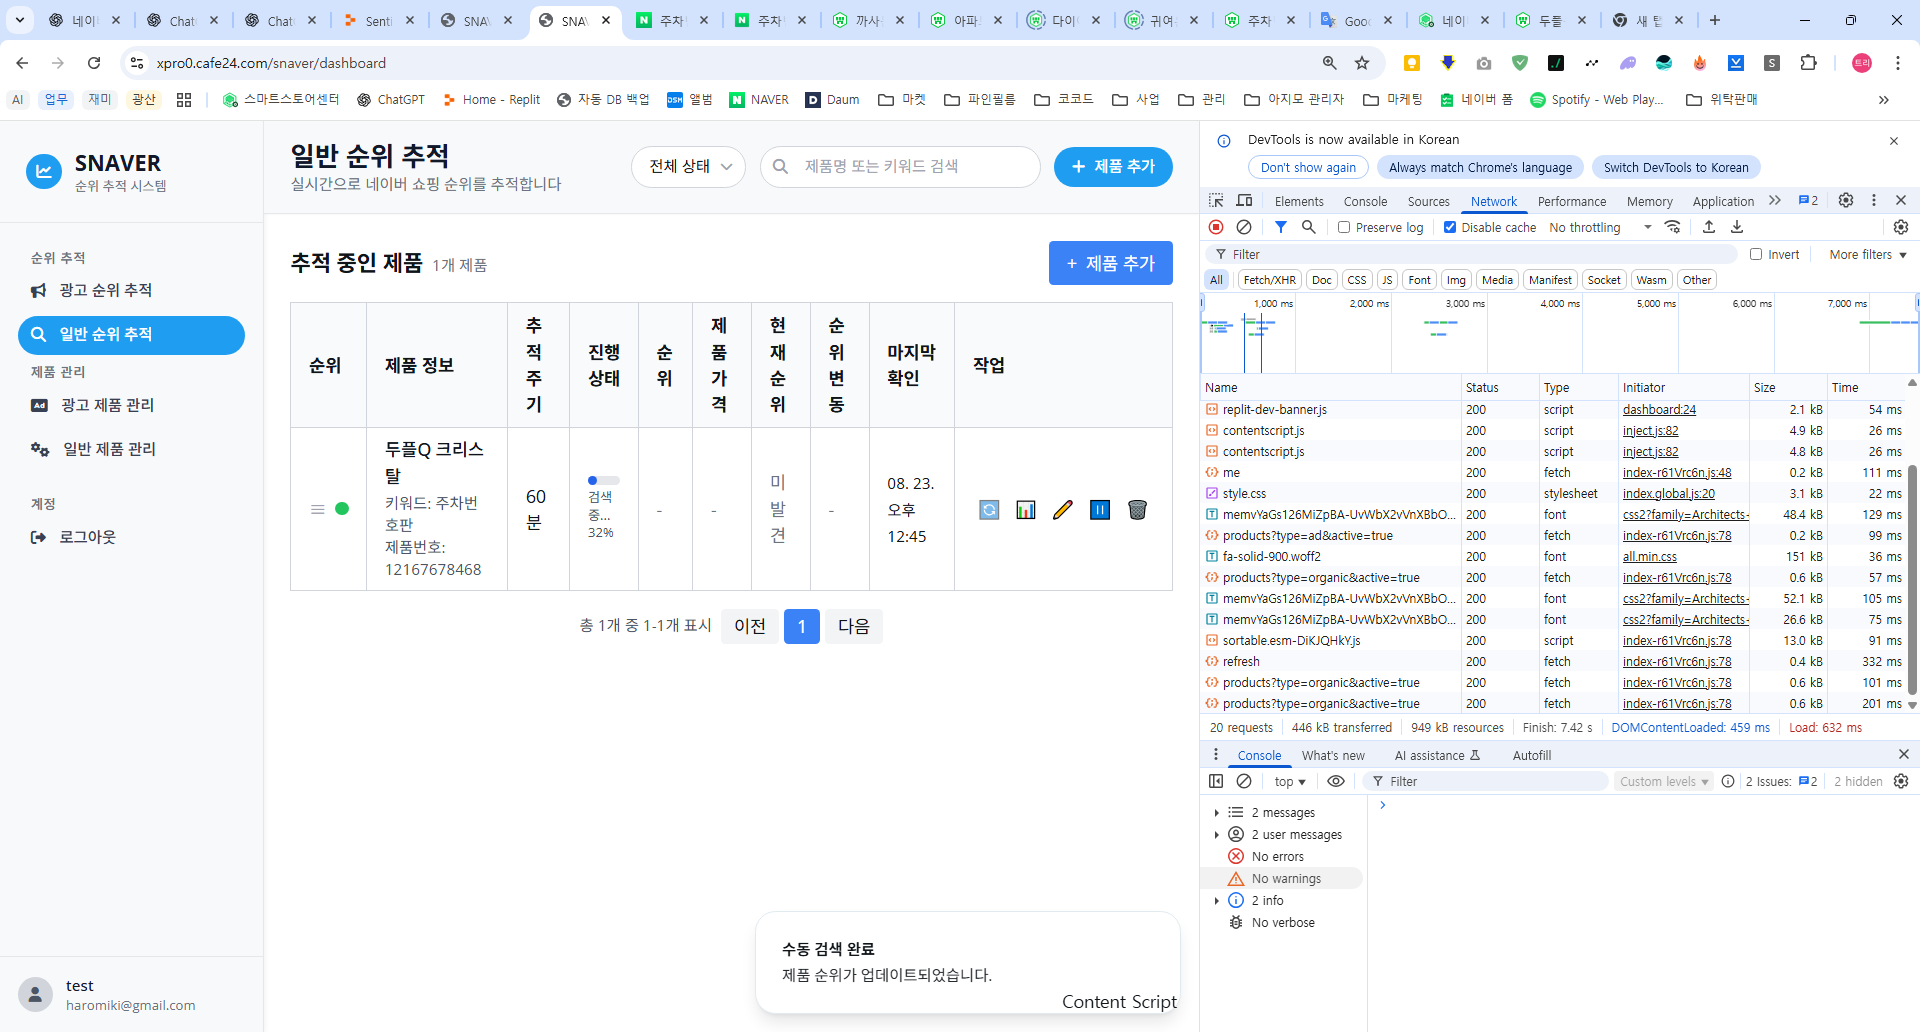 네이
Chat
Chat
Senti
SNAV
SNAV
주차
주차
까사
아파
다이
귀여
주차
Goo
네이
두플
새 탭
xpro0.cafe24.com/snaver/dashboard
트리
AI
업무
재미
광산
스마트스토어센터
ChatGPT
Home - Replit
자동 DB 백업
앨범
NAVER
Daum
마켓
파인필름
코코드
사업
관리
아지모 관리자
마케팅
네이버 폼
Spotify - Web Play...
위탁판매
SNAVER
순위 추적 시스템
순위 추적
광고 순위 추적
일반 순위 추적
제품 관리
광고 제품 관리
일반 제품 관리
계정
로그아웃
test
haromiki@gmail.com
일반 순위 추적
실시간으로 네이버 쇼핑 순위를 추적합니다
전체 상태
제품명 또는 키워드 검색
+ 제품 추가
추적 중인 제품 1개 제품
+ 제품 추가
순위
제품 정보
추적주기
진행 상태
순위
제품가격
현재순위
순위변동
마지막 확인
작업
두플Q 크리스탈
키워드: 주차번호판
제품번호:
12167678468
60분
검색중...
32%
-
-
미발견
-
08. 23.
오후
12:45
총 1개 중 1-1개 표시
이전
1
다음
수동 검색 완료
제품 순위가 업데이트되었습니다.
Content Script
DevTools is now available in Korean
Don't show again
Always match Chrome's language
Switch DevTools to Korean
Elements Console Sources Network Performance Memory Application 2
Preserve log Disable cache No throttling
Filter Invert More filters
All Fetch/XHR Doc CSS JS Font Img Media Manifest Socket Wasm Other
1,000 ms 2,000 ms 3,000 ms 4,000 ms 5,000 ms 6,000 ms 7,000 ms
Name Status Type Initiator Size Time
replit-dev-banner.js 200 script dashboard:24 2.1 kB 54 ms
contentscript.js 200 script inject.js:82 4.9 kB 26 ms
contentscript.js 200 script inject.js:82 4.8 kB 26 ms
me 200 fetch index-r61Vrc6n.js:48 0.2 kB 111 ms
style.css 200 stylesheet index.global.js:20 3.1 kB 22 ms
memvYaGs126MiZpBA-UvWbX2vVnXBbO... 200 font css2?family=Architects- 48.4 kB 129 ms
products?type=ad&active=true 200 fetch index-r61Vrc6n.js:78 0.2 kB 99 ms
fa-solid-900.woff2 200 font all.min.css 151 kB 36 ms
products?type=organic&active=true 200 fetch index-r61Vrc6n.js:78 0.6 kB 57 ms
memvYaGs126MiZpBA-UvWbX2vVnXBbO... 200 font css2?family=Architects- 52.1 kB 105 ms
memvYaGs126MiZpBA-UvWbX2vVnXBbO... 200 font css2?family=Architects- 26.6 kB 75 ms
sortable.esm-DiKJQHkY.js 200 script index-r61Vrc6n.js:78 13.0 kB 91 ms
refresh 200 fetch index-r61Vrc6n.js:78 0.4 kB 332 ms
products?type=organic&active=true 200 fetch index-r61Vrc6n.js:78 0.6 kB 101 ms
products?type=organic&active=true 200 fetch index-r61Vrc6n.js:78 0.6 kB 201 ms
20 requests 446 kB transferred 949 kB resources Finish: 7.42 s DOMContentLoaded: 459 ms Load: 632 ms
Console What's new AI assistance Autofill
top Filter Custom levels 2 Issues: 2 2 hidden
2 messages
2 user messages
No errors
No warnings
2 info
No verbose